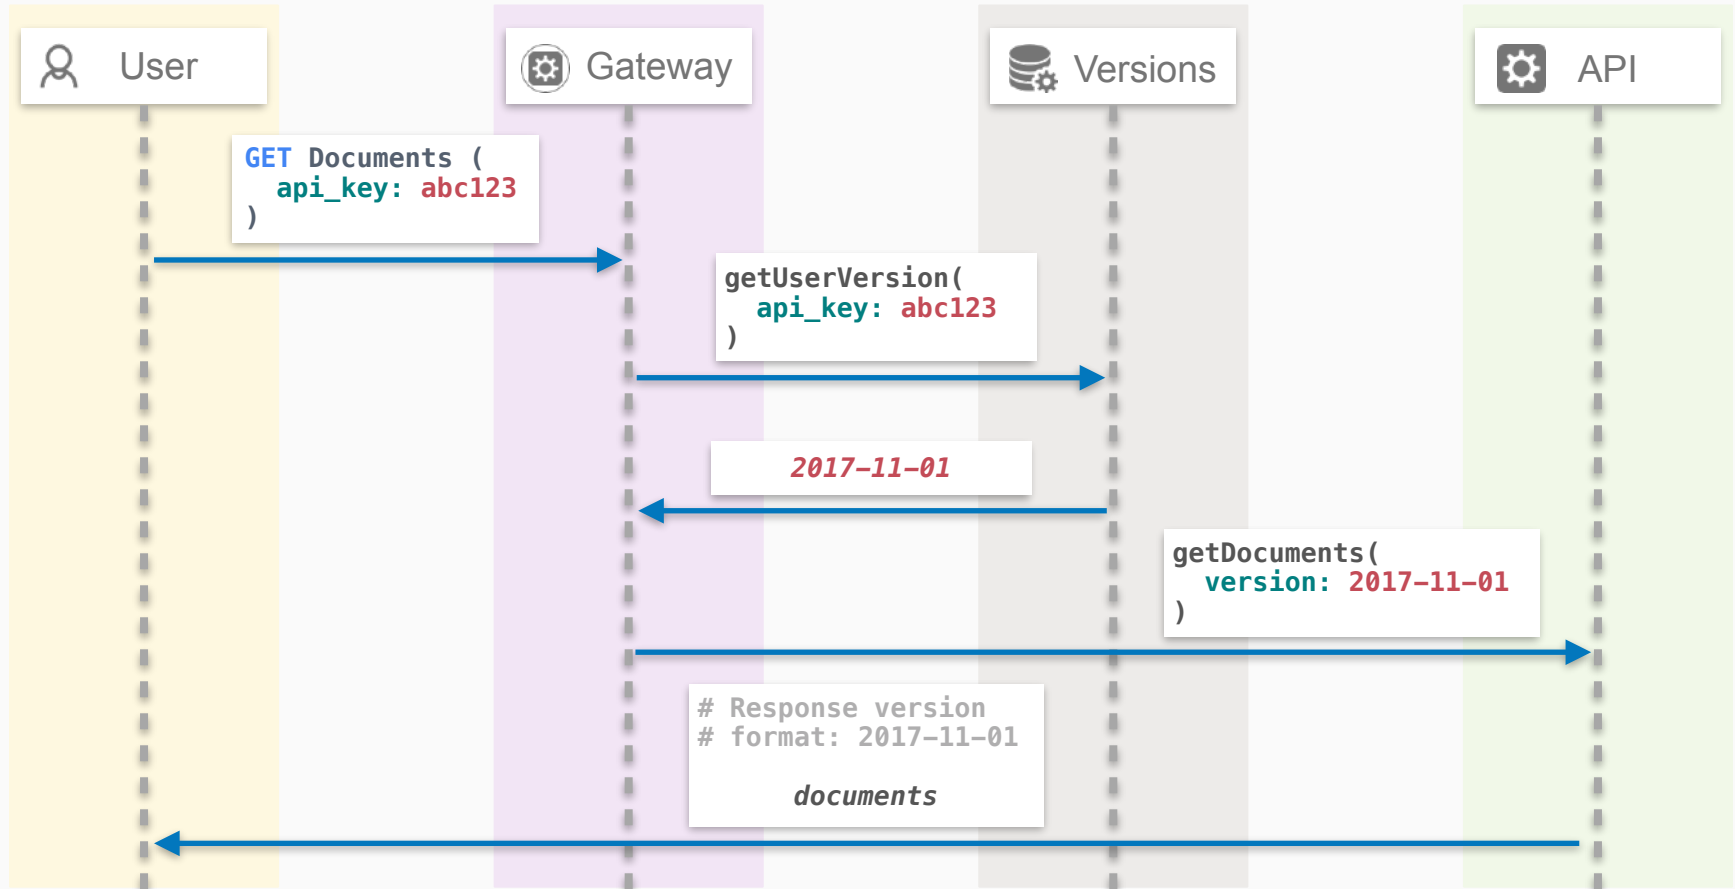 User
Gateway
Versions
API
GET Documents (
api_key: abc123
)
getUserVersion(
api_key: abc123
)
2017-11-01
getDocuments(
version: 2017-11-01
)
# Response version
# format: 2017-11-01
documents